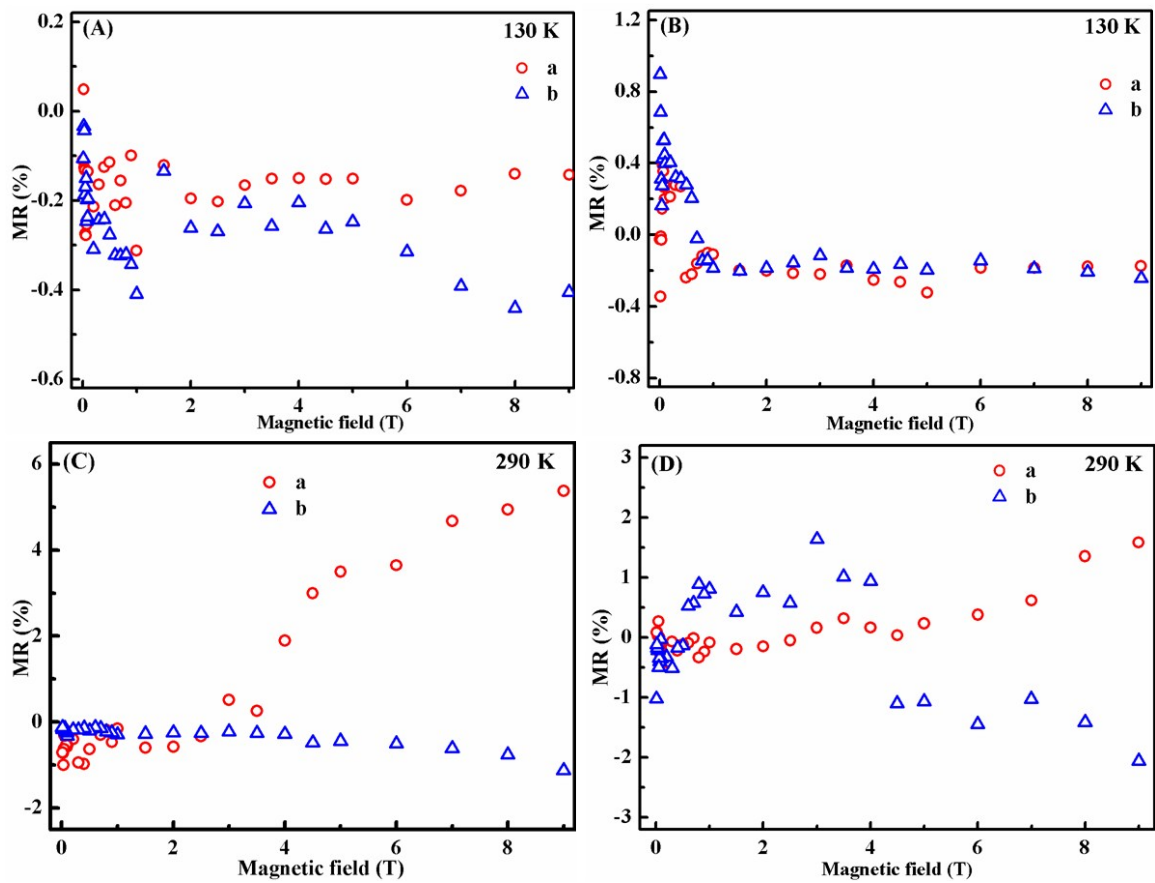 (A)
130 K
a
b
0.2
0.0
-0.2
-0.4
-0.6
MR (%)
0
2
4
6
8
Magnetic field (T)
(B)
130 K
a
b
1.2
0.8
0.4
0.0
-0.4
-0.8
MR (%)
0
2
4
6
8
Magnetic field (T)
(C)
290 K
a
b
6
4
2
0
-2
MR (%)
0
2
4
6
8
Magnetic field (T)
(D)
290 K
a
b
3
2
1
0
-1
-2
-3
MR (%)
0
2
4
6
8
Magnetic field (T)